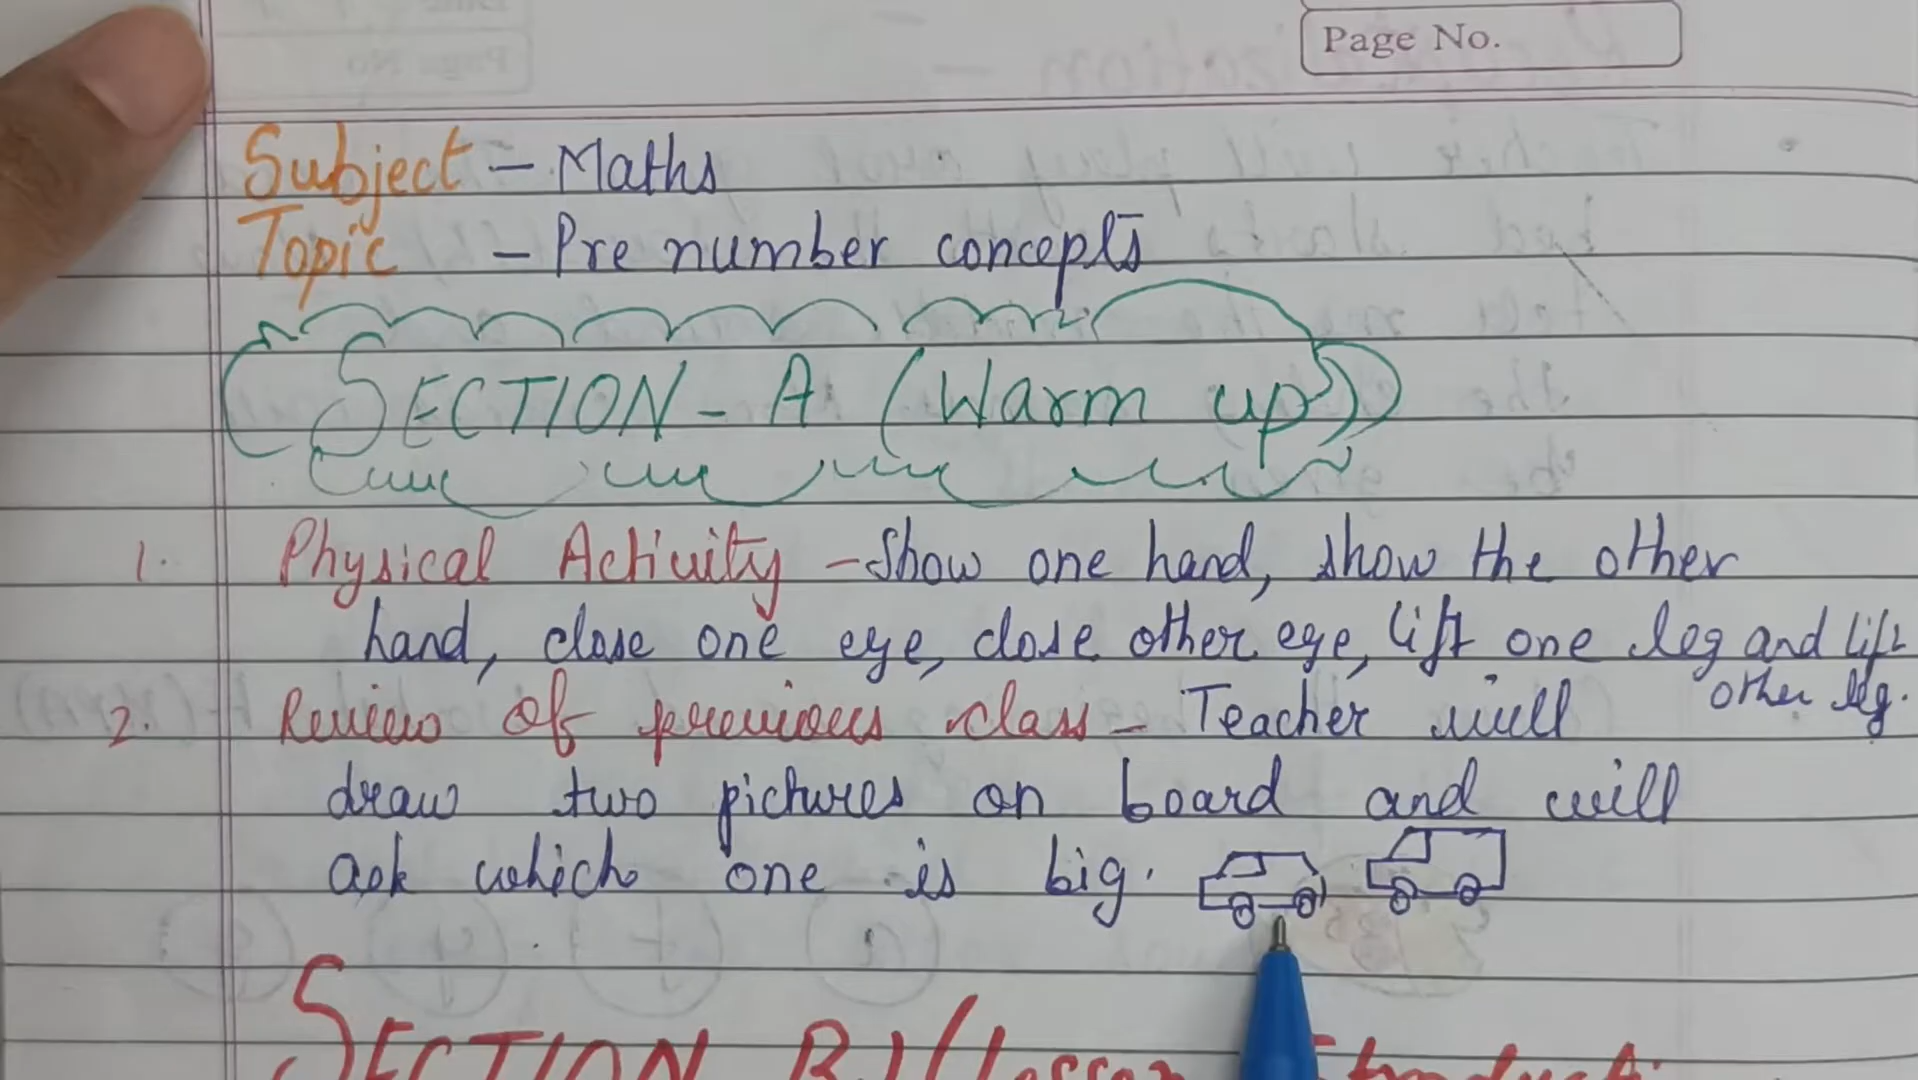 Page No.
Subject - Maths
Topic - Pre number concepts
SECTION - A (Warm up)
1. Physical Activity - Show one hand, show the other
hand, close one eye, close other eye, lift one leg and lift
other leg.
2. Review of previous class - Teacher will
draw two pictures on board and will
ask which one is big.
SECTION B.1